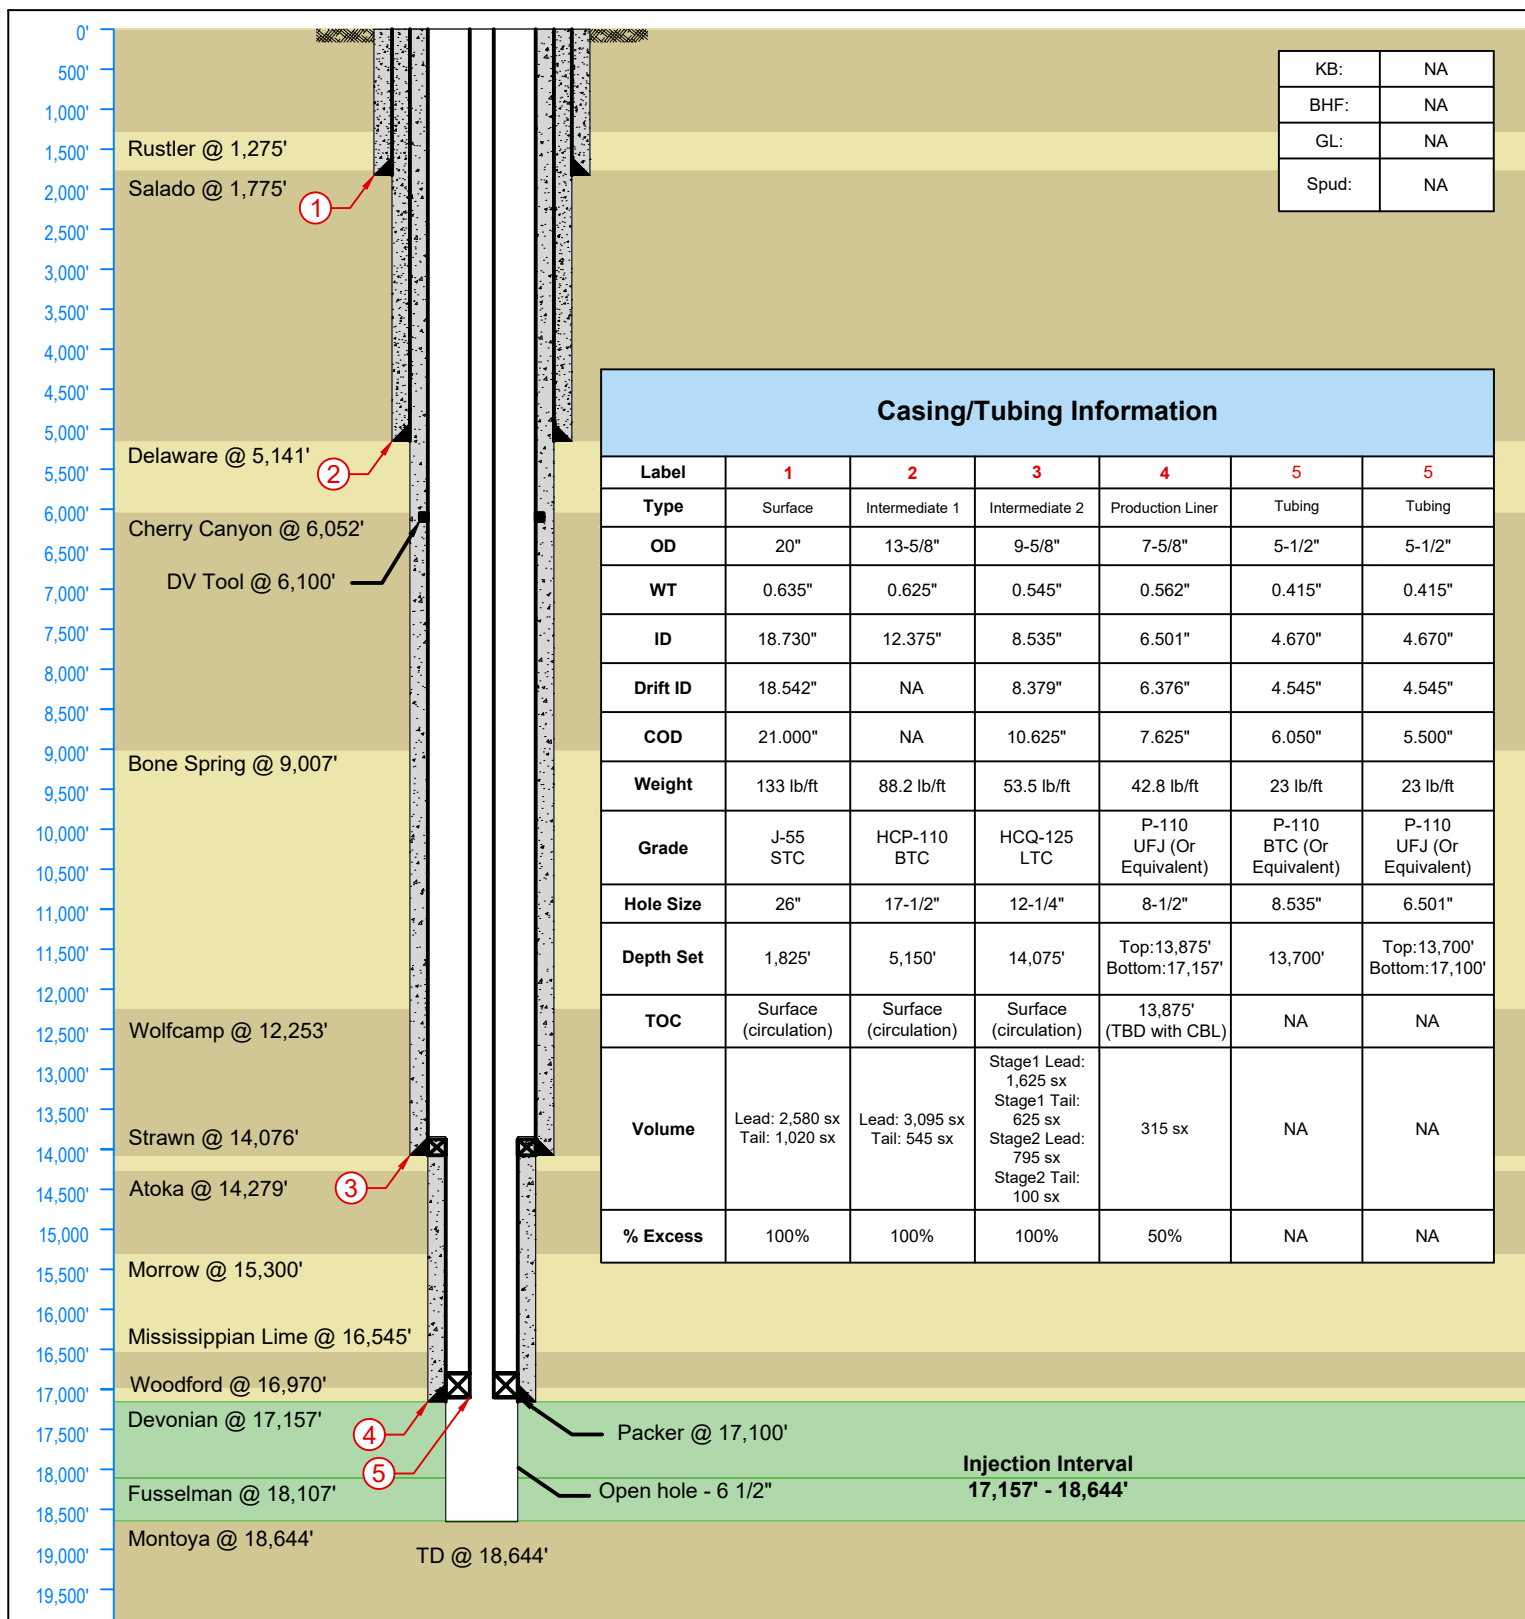 0'
500'
1,000'
1,500'
2,000'
2,500'
3,000'
3,500'
4,000'
4,500'
5,000'
5,500'
6,000'
6,500'
7,000'
7,500'
8,000'
8,500'
9,000'
9,500'
10,000'
10,500'
11,000'
11,500'
12,000'
12,500'
13,000'
13,500'
14,000'
14,500'
15,000
15,500'
16,000'
16,500'
17,000'
17,500'
18,000'
18,500'
19,000'
19,500'
Rustler @ 1,275'
Salado @ 1,775'
1
Delaware @ 5,141'
2
Cherry Canyon @ 6,052'
DV Tool @ 6,100'
Bone Spring @ 9,007'
Wolfcamp @ 12,253'
Strawn @ 14,076'
3
Atoka @ 14,279'
Morrow @ 15,300'
Mississippian Lime @ 16,545'
Woodford @ 16,970'
Devonian @ 17,157'
4
5
Packer @ 17,100'
Fusselman @ 18,107'
Open hole - 6 1/2"
Injection Interval
17,157' - 18,644'
Montoya @ 18,644'
TD @ 18,644'
KB: NA
BHF: NA
GL: NA
Spud: NA
Casing/Tubing Information
Label 1 2 3 4 5 5
Type Surface Intermediate 1 Intermediate 2 Production Liner Tubing Tubing
OD 20" 13-5/8" 9-5/8" 7-5/8" 5-1/2" 5-1/2"
WT 0.635" 0.625" 0.545" 0.562" 0.415" 0.415"
ID 18.730" 12.375" 8.535" 6.501" 4.670" 4.670"
Drift ID 18.542" NA 8.379" 6.376" 4.545" 4.545"
COD 21.000" NA 10.625" 7.625" 6.050" 5.500"
Weight 133 lb/ft 88.2 lb/ft 53.5 lb/ft 42.8 lb/ft 23 lb/ft 23 lb/ft
Grade
J-55
STC
HCP-110
BTC
HCQ-125
LTC
P-110
UFJ (Or
Equivalent)
P-110
BTC (Or
Equivalent)
P-110
UFJ (Or
Equivalent)
Hole Size 26" 17-1/2" 12-1/4" 8-1/2" 8.535" 6.501"
Depth Set
1,825'
5,150'
14,075'
Top:13,875'
Bottom:17,157'
13,700'
Top:13,700'
Bottom:17,100'
TOC
Surface
(circulation)
Surface
(circulation)
Surface
(circulation)
13,875'
(TBD with CBL)
NA
NA
Volume
Lead: 2,580 sx
Tail: 1,020 sx
Lead: 3,095 sx
Tail: 545 sx
Stage1 Lead:
1,625 sx
Stage1 Tail:
625 sx
Stage2 Lead:
795 sx
Stage2 Tail:
100 sx
315 sx
NA
NA
% Excess 100% 100% 100% 50% NA NA